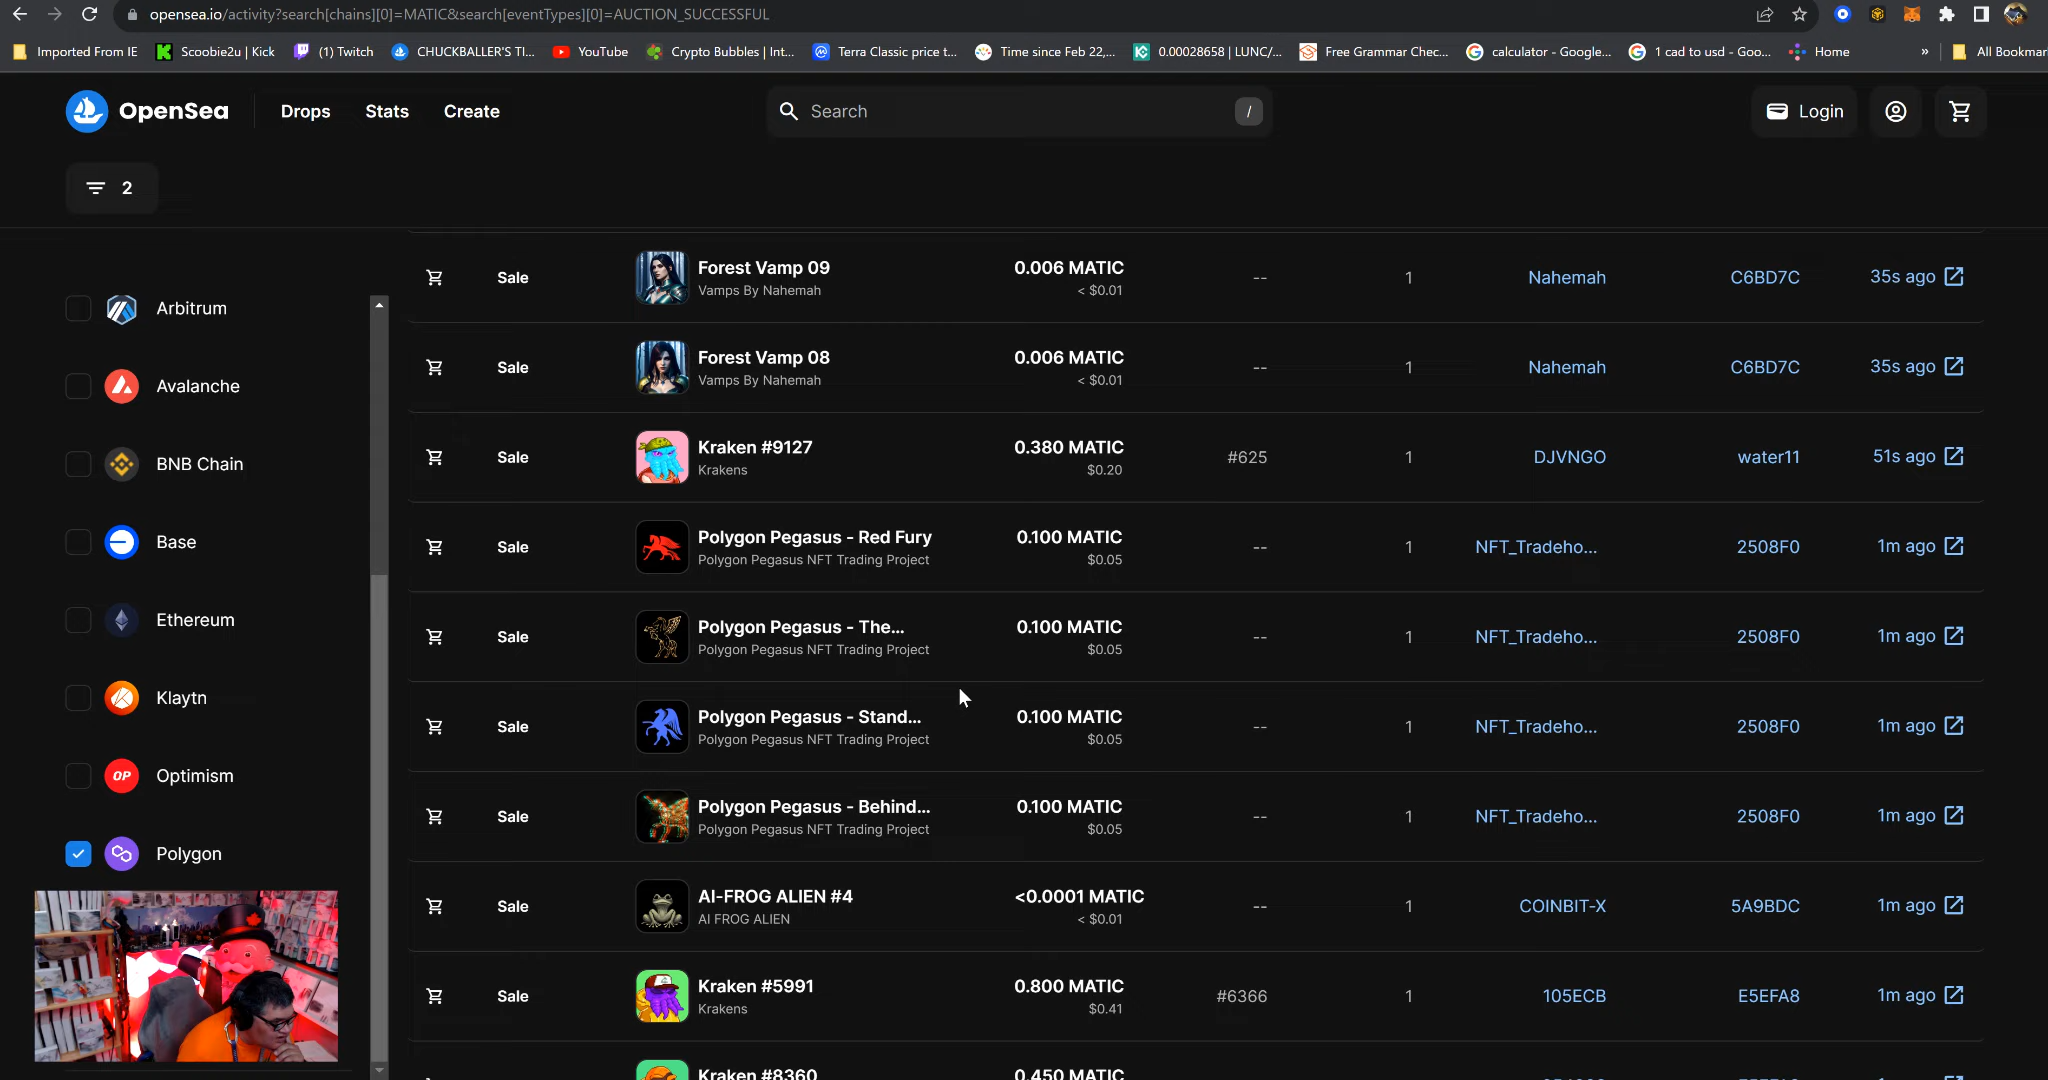 opensea.io/activity?search[chains][0]=MATIC&search[eventTypes][0]=AUCTION_SUCCESSFUL
Imported From IE
Scoobie2u | Kick
(1) Twitch
CHUCKBALLER'S TI...
YouTube
Crypto Bubbles | Int...
Terra Classic price t...
Time since Feb 22,...
0.00028658 | LUNC/...
Free Grammar Chec...
calculator - Google...
1 cad to usd - Goo...
Home
»
All Bookmar
OpenSea
Drops
Stats
Create
Search
/
Login
2
Arbitrum
Avalanche
BNB Chain
Base
Ethereum
Klaytn
OP Optimism
Polygon
Sale Forest Vamp 09 0.006 MATIC -- 1 Nahemah C6BD7C 35s ago
Vamps By Nahemah < $0.01
Sale Forest Vamp 08 0.006 MATIC -- 1 Nahemah C6BD7C 35s ago
Vamps By Nahemah < $0.01
Sale Kraken #9127 0.380 MATIC #625 1 DJVNGO water11 51s ago
Krakens $0.20
Sale Polygon Pegasus - Red Fury 0.100 MATIC -- 1 NFT_Tradeho... 2508F0 1m ago
Polygon Pegasus NFT Trading Project $0.05
Sale Polygon Pegasus - The... 0.100 MATIC -- 1 NFT_Tradeho... 2508F0 1m ago
Polygon Pegasus NFT Trading Project $0.05
Sale Polygon Pegasus - Stand... 0.100 MATIC -- 1 NFT_Tradeho... 2508F0 1m ago
Polygon Pegasus NFT Trading Project $0.05
Sale Polygon Pegasus - Behind... 0.100 MATIC -- 1 NFT_Tradeho... 2508F0 1m ago
Polygon Pegasus NFT Trading Project $0.05
Sale AI-FROG ALIEN #4 <0.0001 MATIC -- 1 COINBIT-X 5A9BDC 1m ago
AI FROG ALIEN < $0.01
Sale Kraken #5991 0.800 MATIC #6366 1 105ECB E5EFA8 1m ago
Krakens $0.41
Kraken #8360 0.450 MATIC